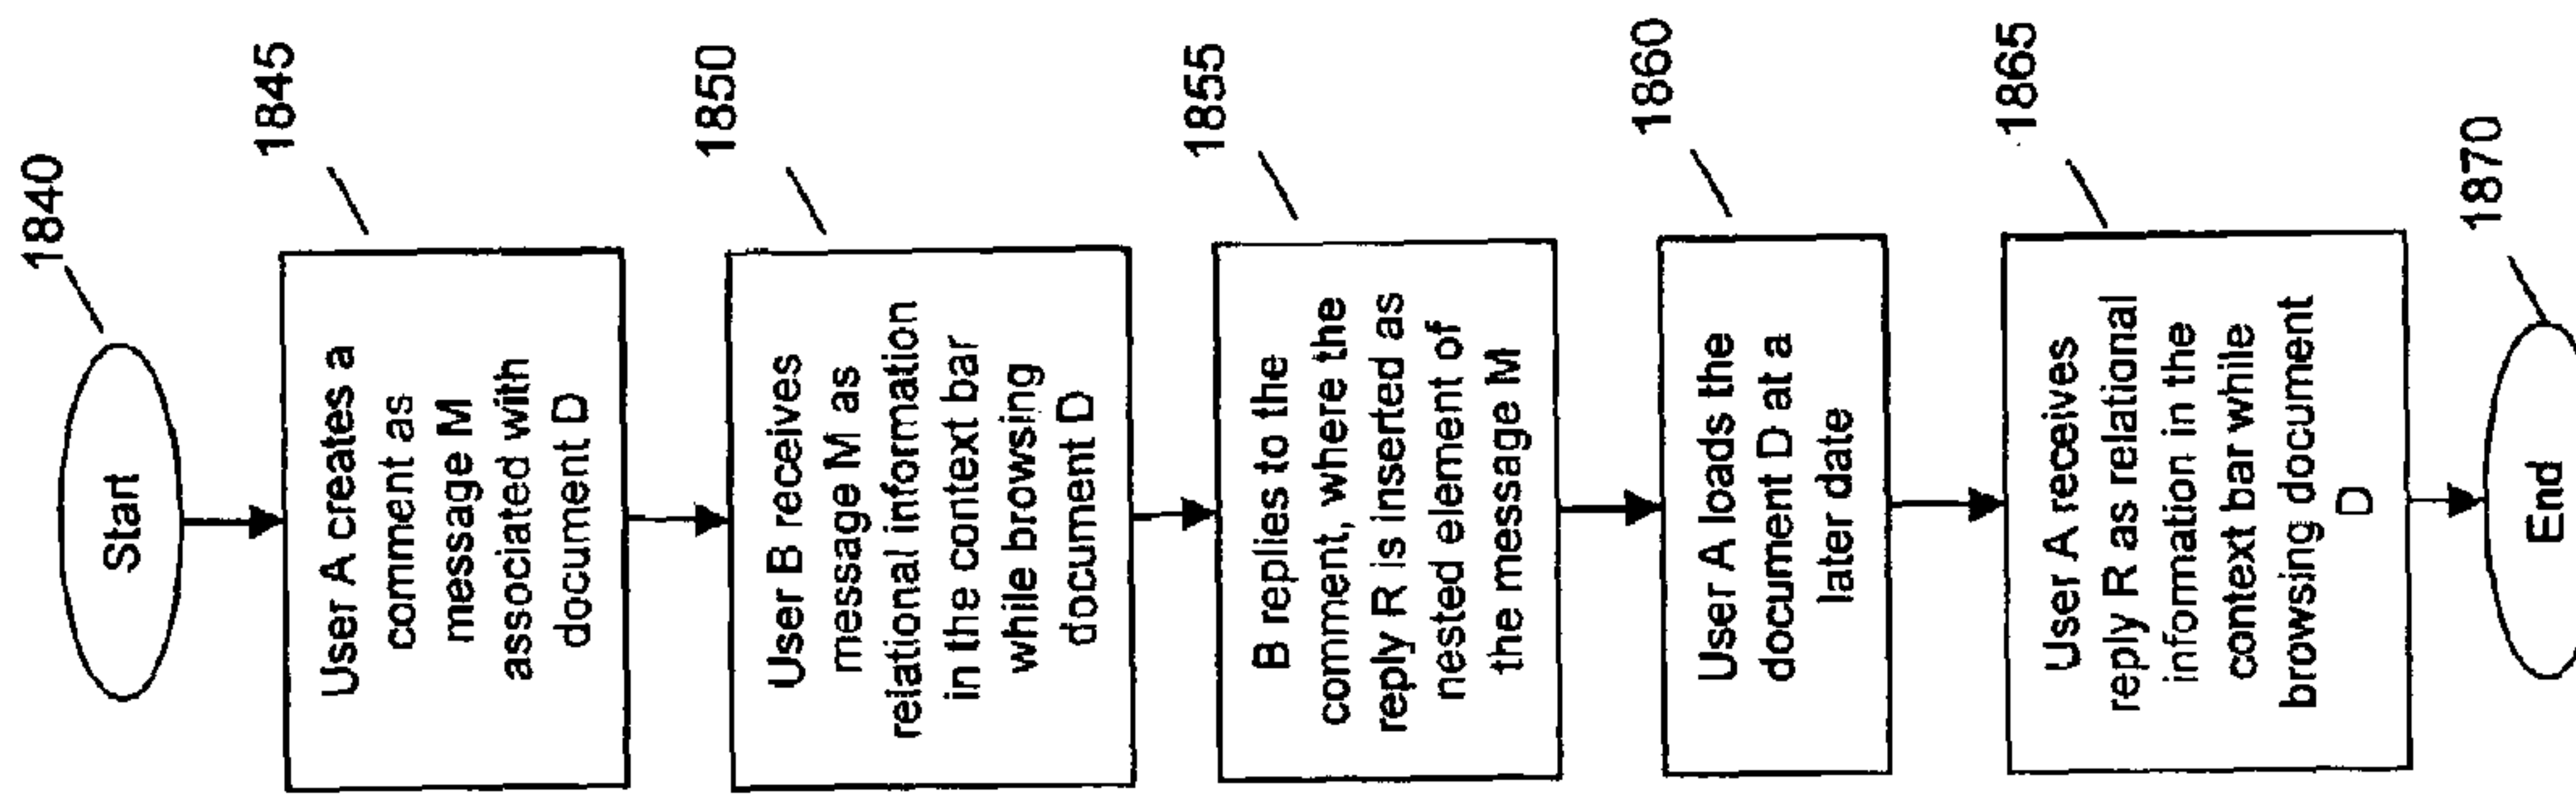 1840
Start
1845
User A creates a
comment as
message M
associated with
document D
1850
User B receives
message M as
relational information
in the context bar
while browsing
document D
1855
B replies to the
comment, where the
reply R is inserted as
nested element of
the message M
1860
User A loads the
document D at a
later date
1865
User A receives
reply R as relational
information in the
context bar while
browsing document
D
1870
End